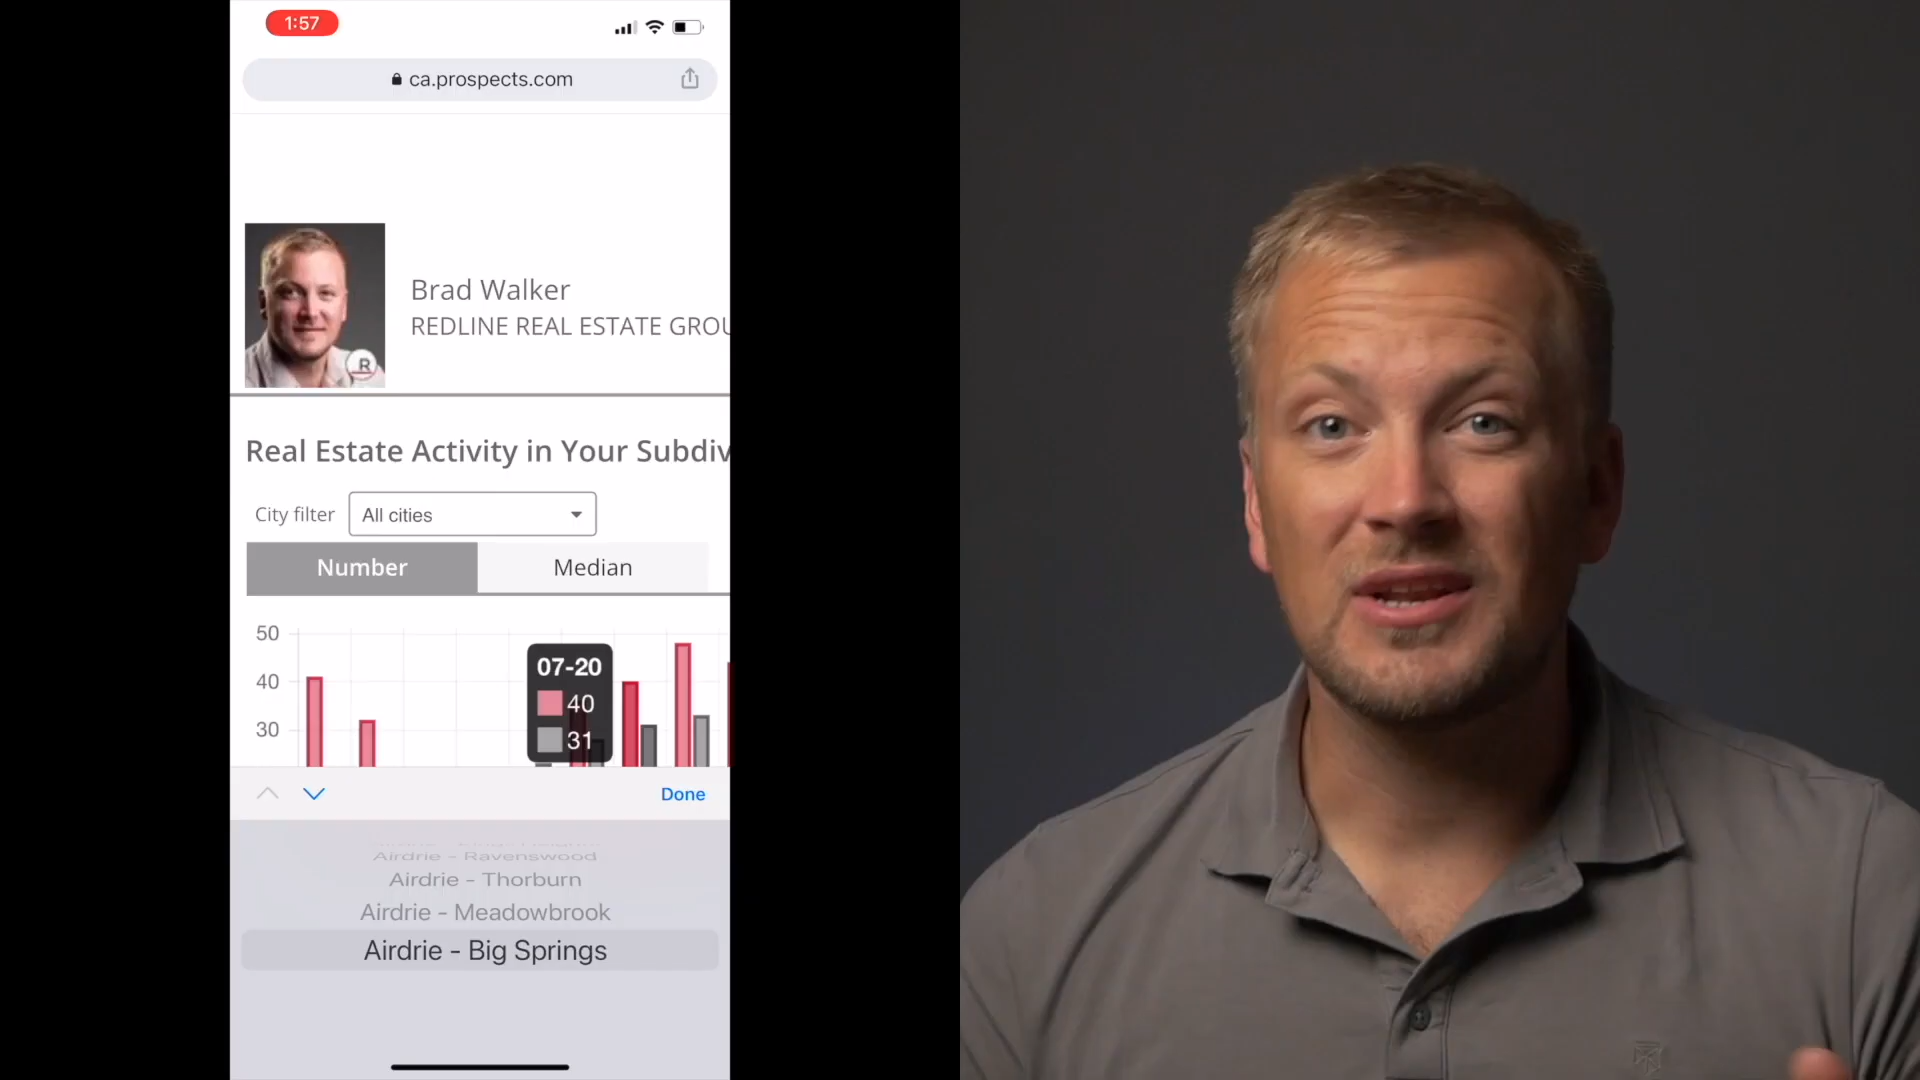 1:57
ca.prospects.com
R
Brad Walker
REDLINE REAL ESTATE GROU
Real Estate Activity in Your Subdiv
City filter
All cities
Number
Median
50
40
30
07-20
40
31
Done
Airdrie - Ravenswood
Airdrie - Thorburn
Airdrie - Meadowbrook
Airdrie - Big Springs